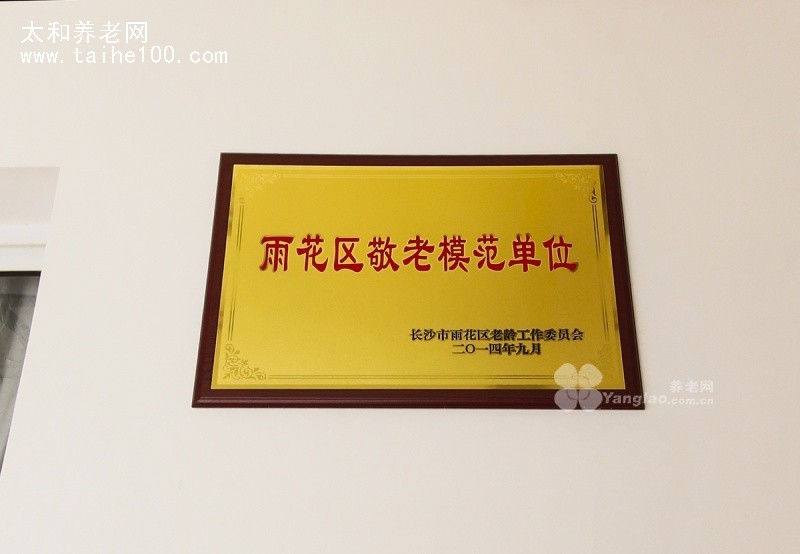 太和养老网
www.taihe100.com
雨花区敬老模范单位
长沙市雨花区老龄工作委员会
二〇一四年九月
养老网
Yanglao.com.cn